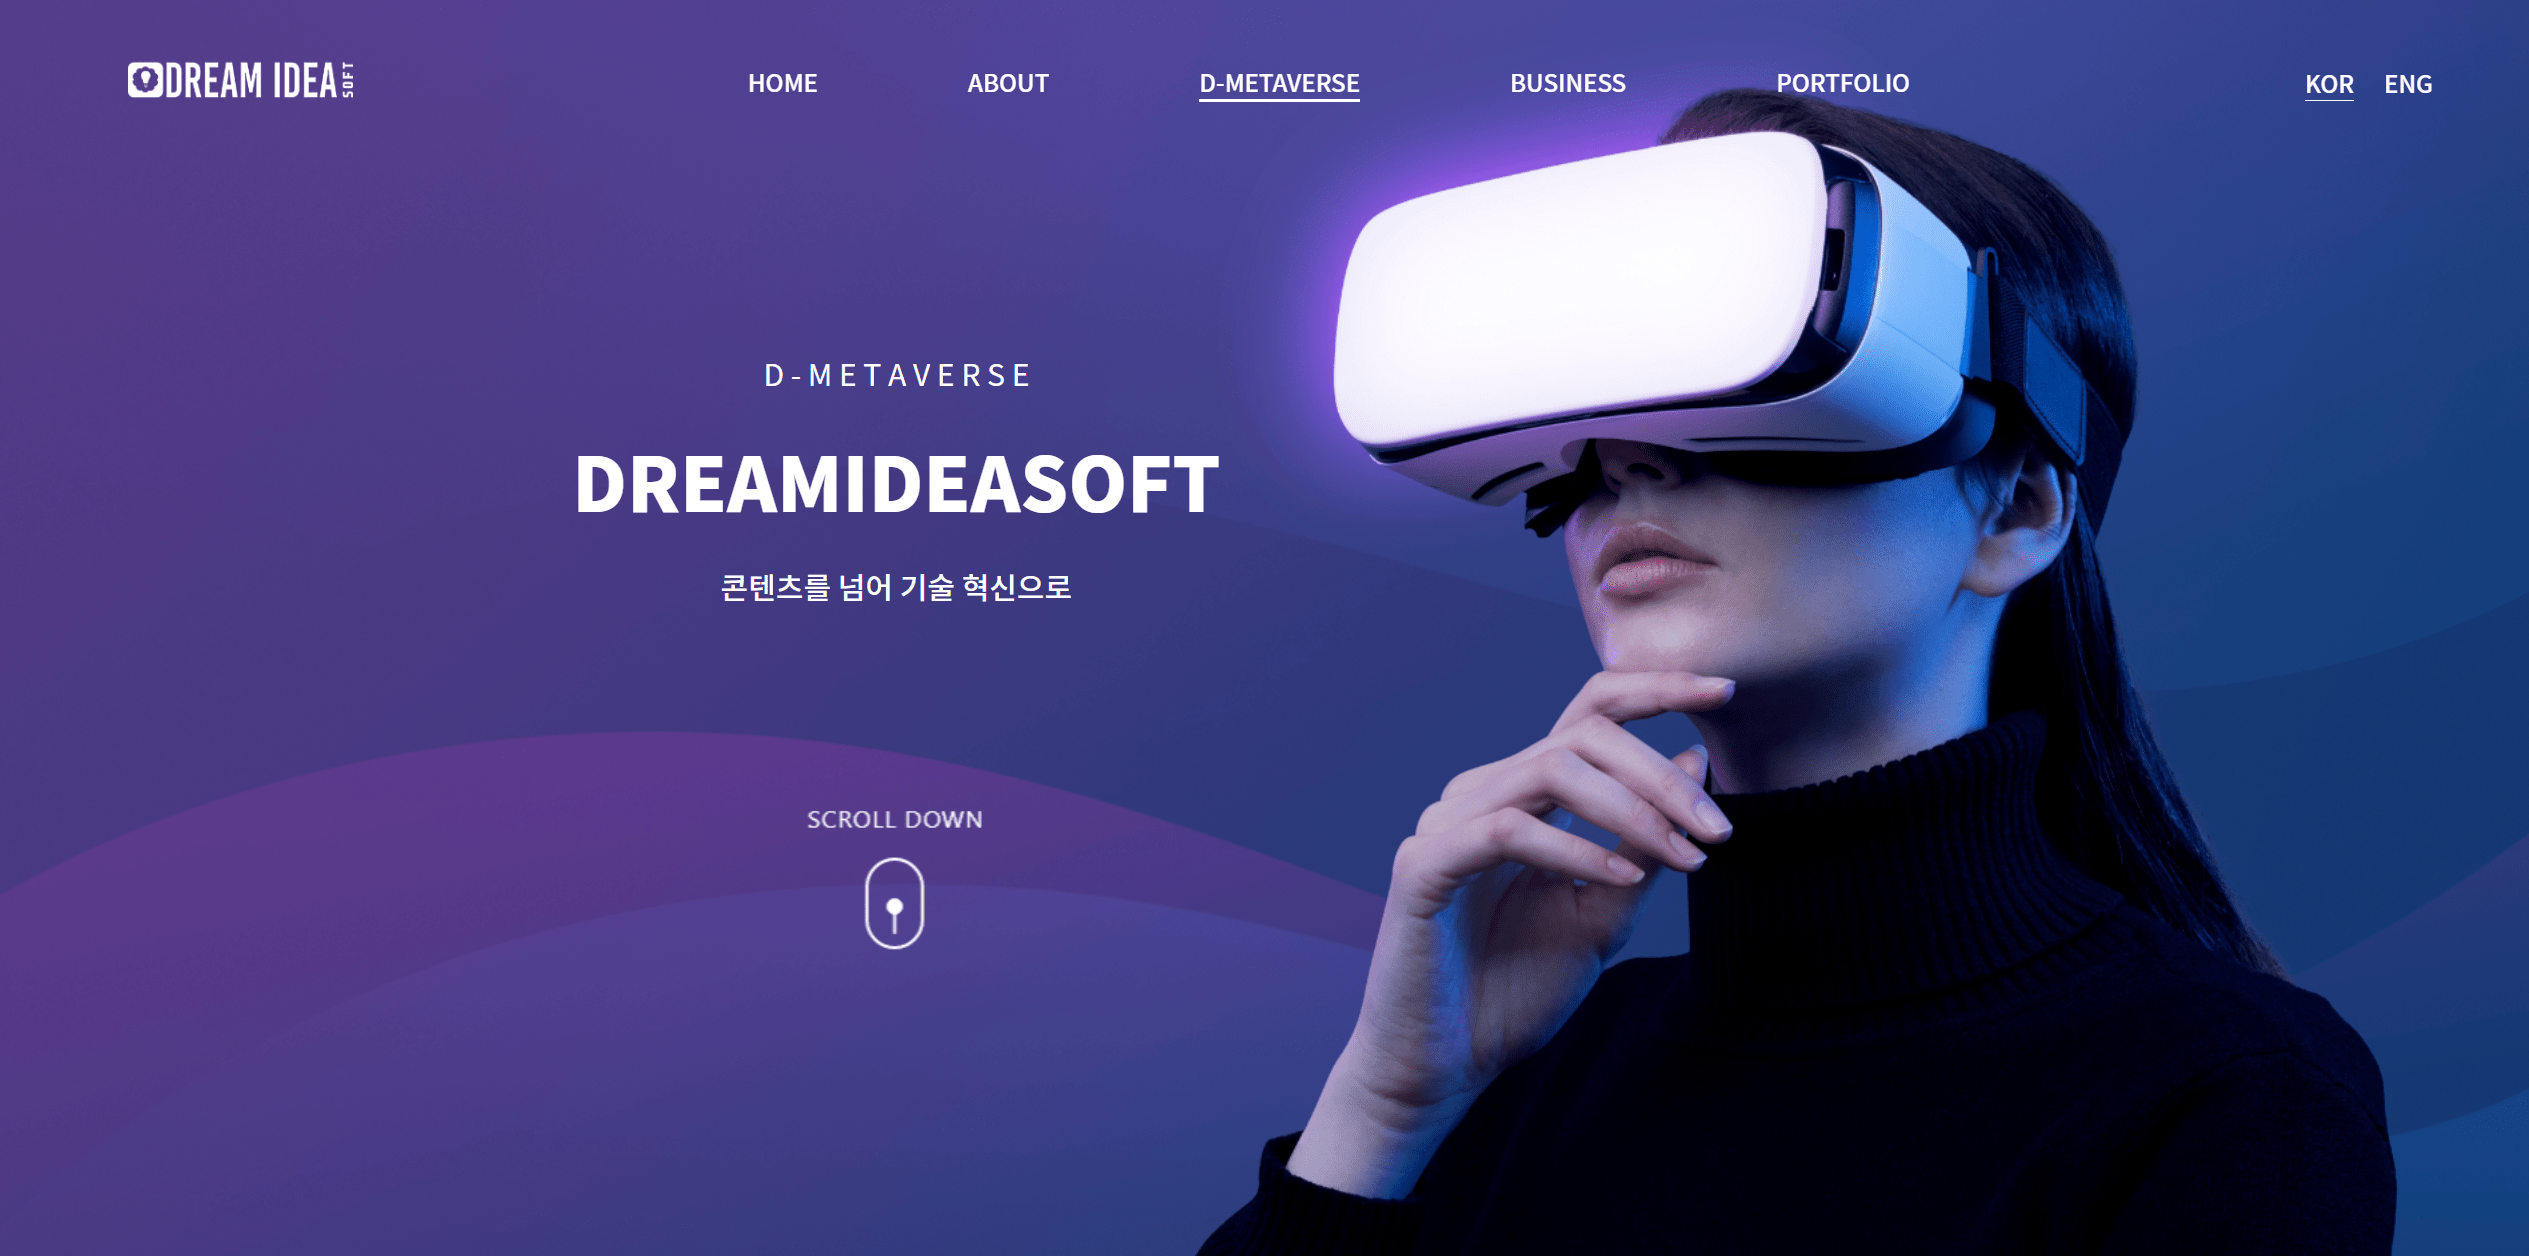 DREAM IDEA SOFT
HOME
ABOUT
D-METAVERSE
BUSINESS
PORTFOLIO
KOR
ENG
D-METAVERSE
DREAMIDEASOFT
콘텐츠를 넘어 기술 혁신으로
SCROLL DOWN